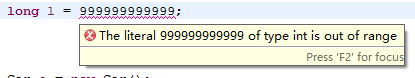 long l = 999999999999;
The literal 999999999999 of type int is out of range
Press 'F2' for focus